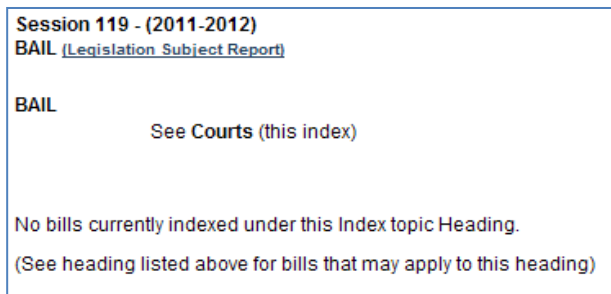 Session 119 - (2011-2012)
BAIL (Legislation Subject Report)
BAIL
See Courts (this index)
No bills currently indexed under this Index topic Heading.
(See heading listed above for bills that may apply to this heading)